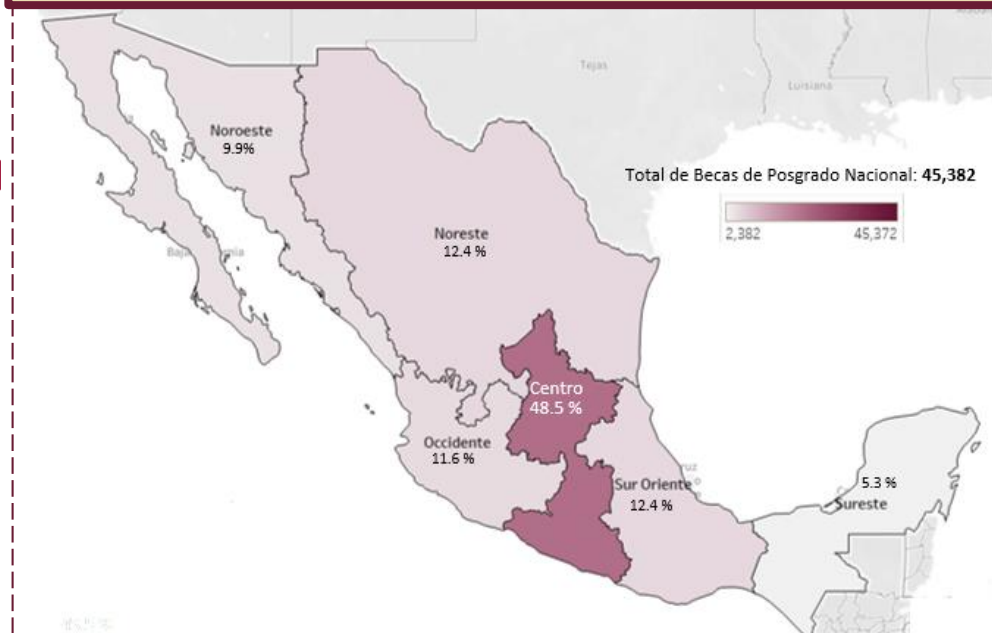 Tejas
Luisiana
Noroeste
9.9%
Total de Becas de Posgrado Nacional: 45,382
2,382
45,372
Noreste
12.4 %
Centro
48.5 %
Occidente
11.6 %
Sur Oriente
12.4 %
5.3 %
Sureste